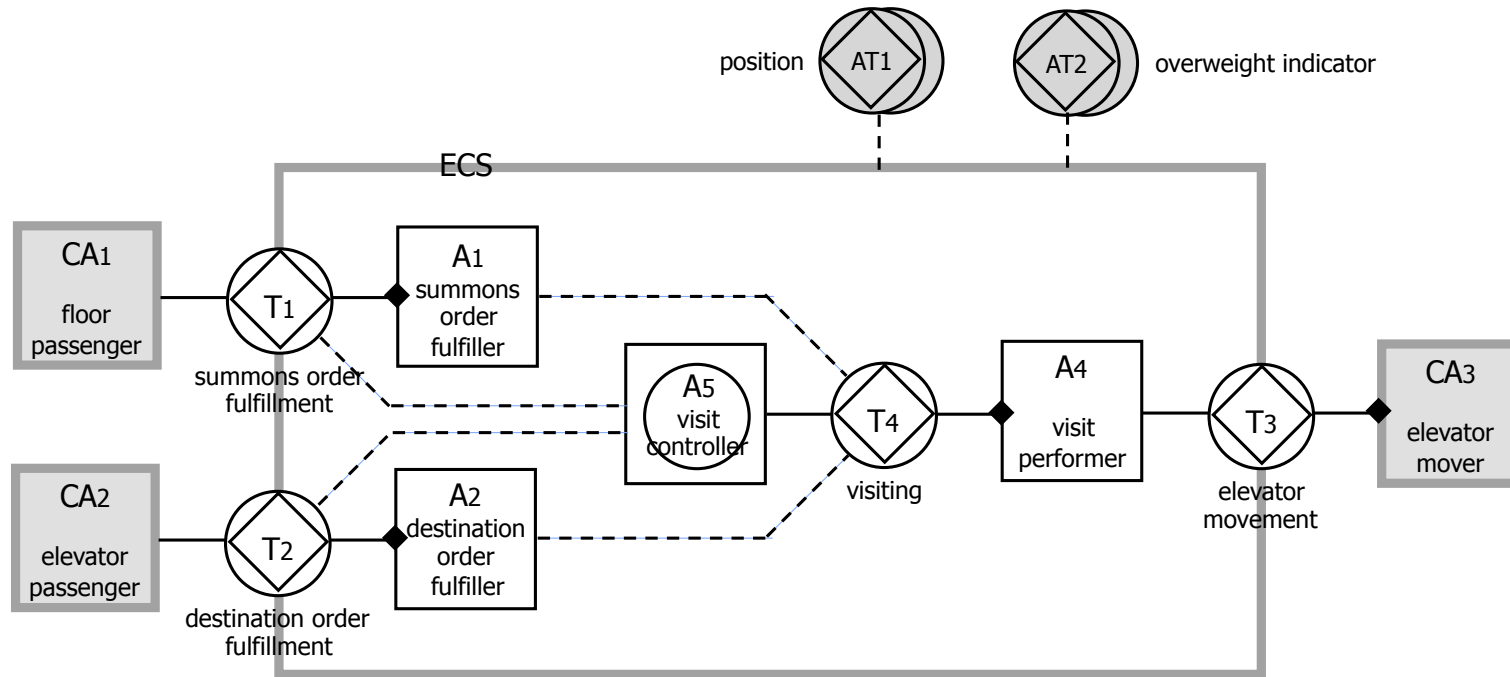 position
AT1
AT2
overweight indicator
ECS
CA1
floor
passenger
T1
summons order
fulfillment
A1
summons
order
fulfiller
A5
visit
controller
T4
visiting
A4
visit
performer
T3
elevator
movement
CA3
elevator
mover
CA2
elevator
passenger
T2
destination order
fulfillment
A2
destination
order
fulfiller